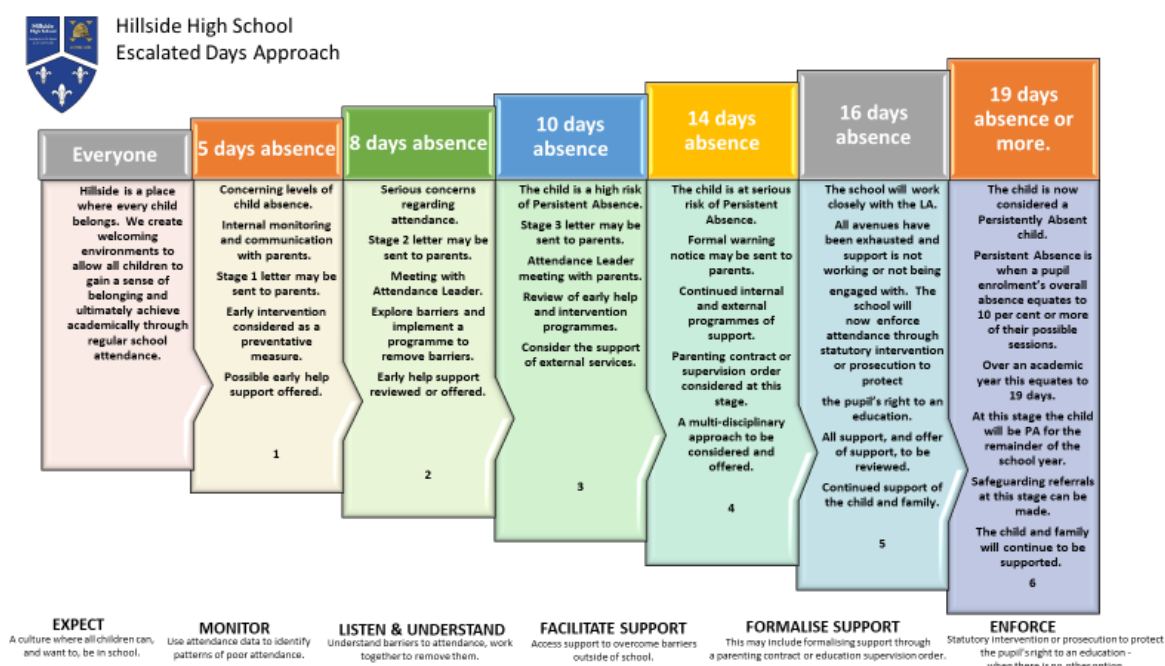 Hillside
High School
Hillside High School
Escalated Days Approach
Everyone
Hillside is a place
where every child
belongs. We create
welcoming
environments to
allow all children to
gain a sense of
belonging and
ultimately achieve
academically through
regular school
attendance.
5 days absence
Concerning levels of
child absence.
Internal monitoring
and communication
with parents.
Stage 1 letter may be
sent to parents.
Early intervention
considered as a
preventative
measure.
Possible early help
support offered.
1
8 days absence
Serious concerns
regarding
attendance.
Stage 2 letter may be
sent to parents.
Meeting with
Attendance Leader.
Explore barriers and
implement a
programme to
remove barriers.
Early help support
reviewed or offered.
2
10 days
absence
The child is a high risk
of Persistent Absence.
Stage 3 letter may be
sent to parents.
Attendance Leader
meeting with parents.
Review of early help
and intervention
programmes.
Consider the support
of external services.
3
14 days
absence
The child is at serious
risk of Persistent
Absence.
Formal warning
notice may be sent to
parents.
Continued internal
and external
programmes of
support.
Parenting contract or
supervision order
considered at this
stage.
A multi-disciplinary
approach to be
considered and
offered.
4
16 days
absence
The school will work
closely with the LA.
All avenues have
been exhausted and
support is not
working or not being
engaged with. The
school will
now enforce
attendance through
statutory intervention
or prosecution to
protect
the pupil's right to an
education.
All support, and offer
of support, to be
reviewed.
Continued support of
the child and family.
5
19 days
absence or
more.
The child is now
considered a
Persistently Absent
child.
Persistent Absence is
when a pupil
enrolment's overall
absence equates to
10 per cent or more
of their possible
sessions.
Over an academic
year this equates to
19 days.
At this stage the child
will be PA for the
remainder of the
school year.
Safeguarding referrals
at this stage can be
made.
The child and family
will continue to be
supported.
6
EXPECT
A culture where all children can,
and want to, be in school.
MONITOR
Use attendance data to identify
patterns of poor attendance.
LISTEN & UNDERSTAND
Understand barriers to attendance, work
together to remove them.
FACILITATE SUPPORT
Access support to overcome barriers
outside of school.
FORMALISE SUPPORT
This may include formalising support through
a parenting contract or education supervision order.
ENFORCE
Statutory intervention or prosecution to protect
the pupil's right to an education -
when there is no other option